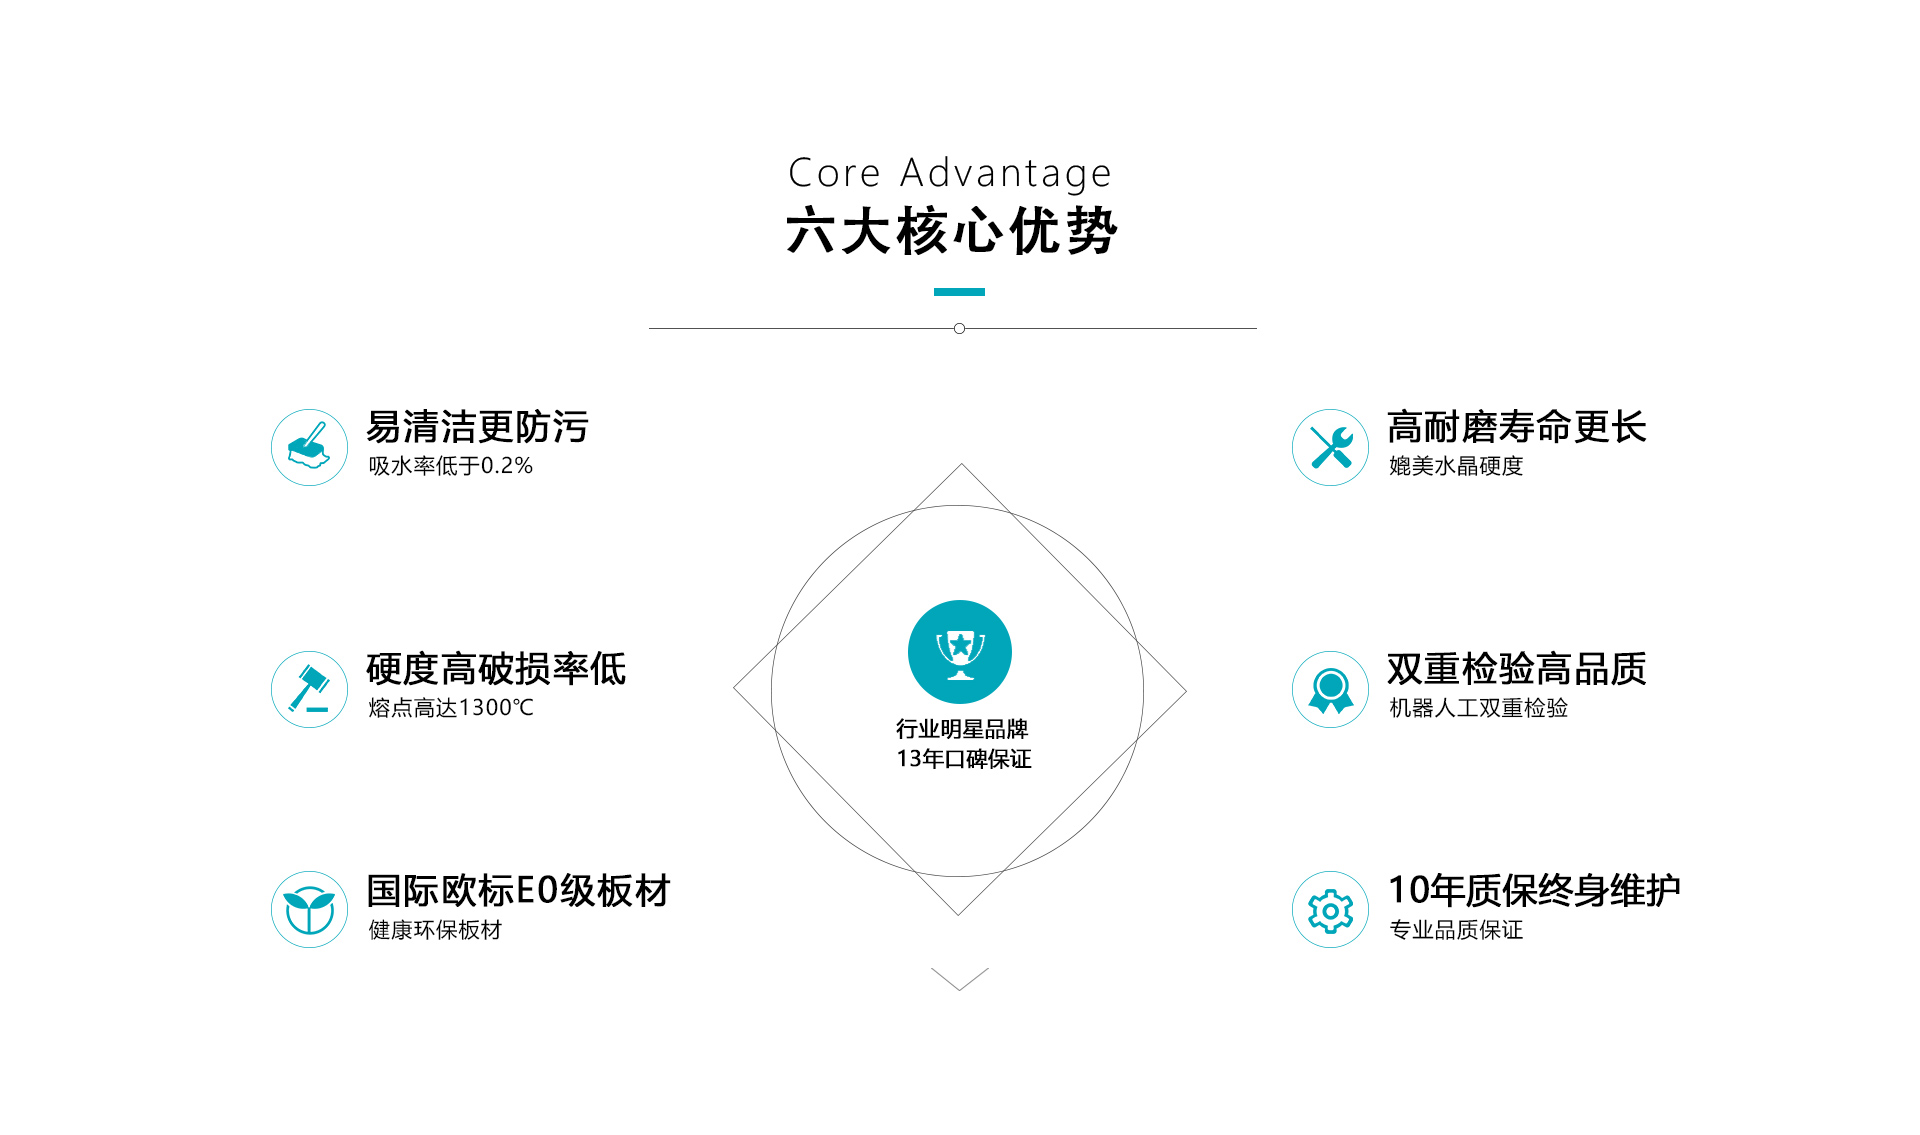 Core Advantage
六大核心优势
易清洁更防污
吸水率低于0.2%
硬度高破损率低
熔点高达1300℃
国际欧标E0级板材
健康环保板材
行业明星品牌
13年口碑保证
高耐磨寿命更长
媲美水晶硬度
双重检验高品质
机器人工双重检验
10年质保终身维护
专业品质保证